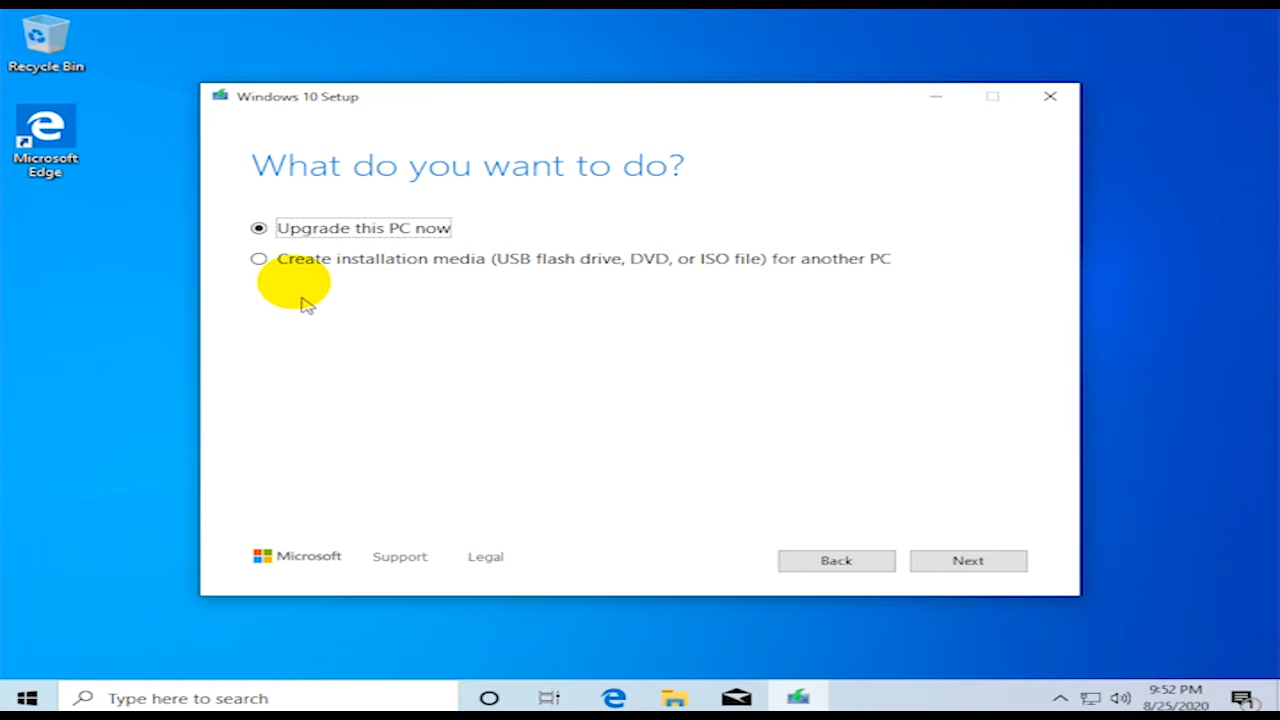 Recycle Bin
Microsoft
Edge
Windows 10 Setup
What do you want to do?
Upgrade this PC now
Create installation media (USB flash drive, DVD, or ISO file) for another PC
Microsoft
Support
Legal
Back
Next
Type here to search
9:52 PM
8/25/2020
1